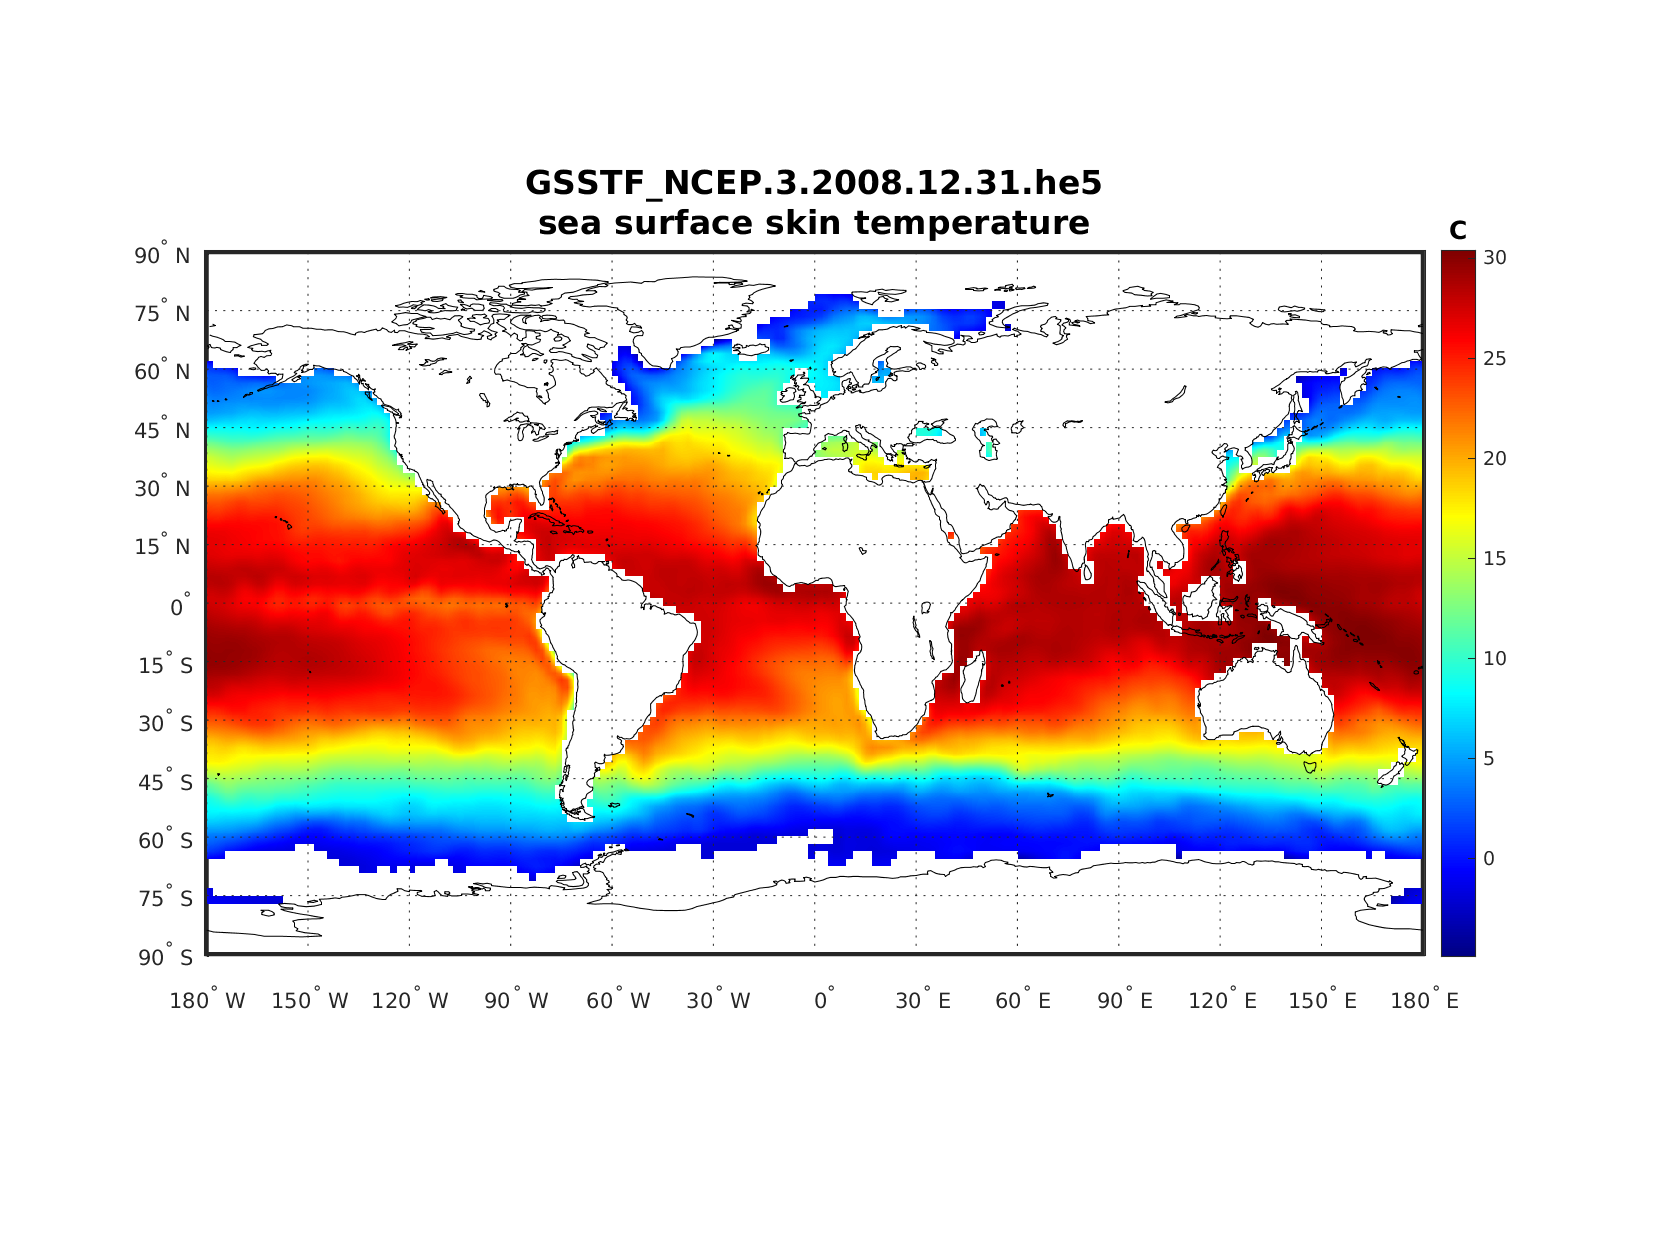 GSSTF_NCEP.3.2008.12.31.he5
sea surface skin temperature
C
90° N
75° N
60° N
45° N
30° N
15° N
0°
15° S
30° S
45° S
60° S
75° S
90° S
180° W 150° W 120° W 90° W 60° W 30° W 0° 30° E 60° E 90° E 120° E 150° E 180° E
30
25
20
15
10
5
0